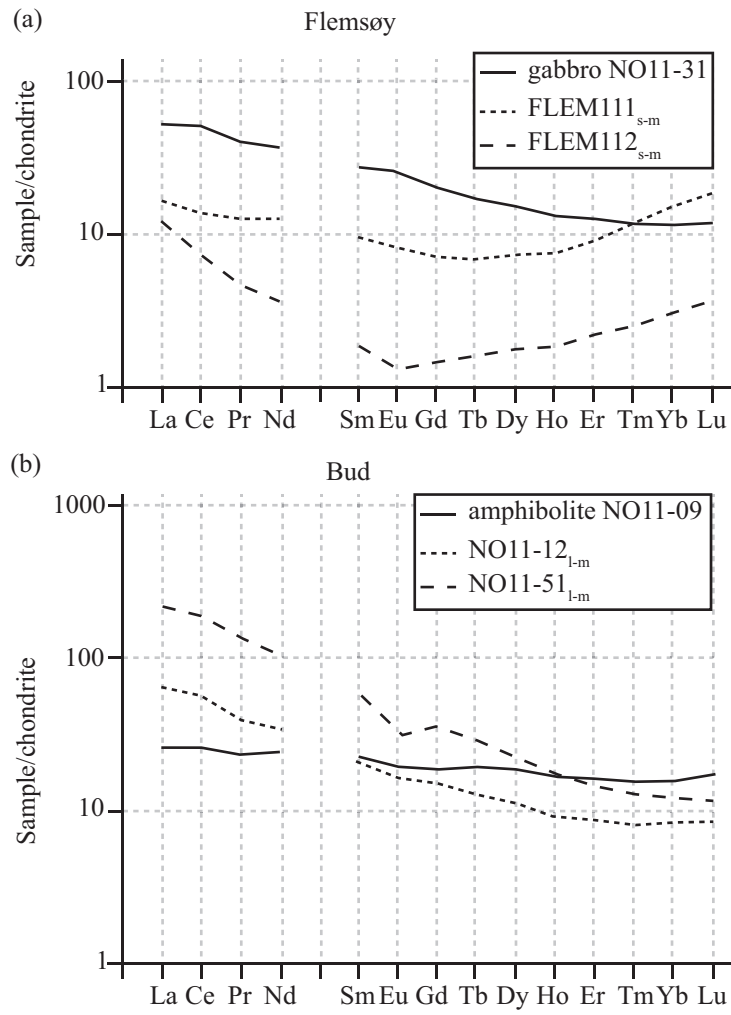 (a)
Flemsøy
gabbro NO11-31
FLEM111s-m
FLEM112s-m
100
10
1
Sample/chondrite
La Ce Pr Nd Sm Eu Gd Tb Dy Ho Er Tm Yb Lu
(b)
Bud
amphibolite NO11-09
NO11-12l-m
NO11-51l-m
1000
100
10
1
Sample/chondrite
La Ce Pr Nd Sm Eu Gd Tb Dy Ho Er Tm Yb Lu